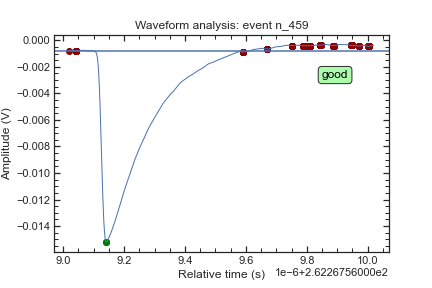 Waveform analysis: event n_459
0.000
−0.002
−0.004
−0.006
−0.008
−0.010
−0.012
−0.014
Amplitude (V)
good
9.0 9.2 9.4 9.6 9.8 10.0
Relative time (s)
1e-6+2.6226756000e2